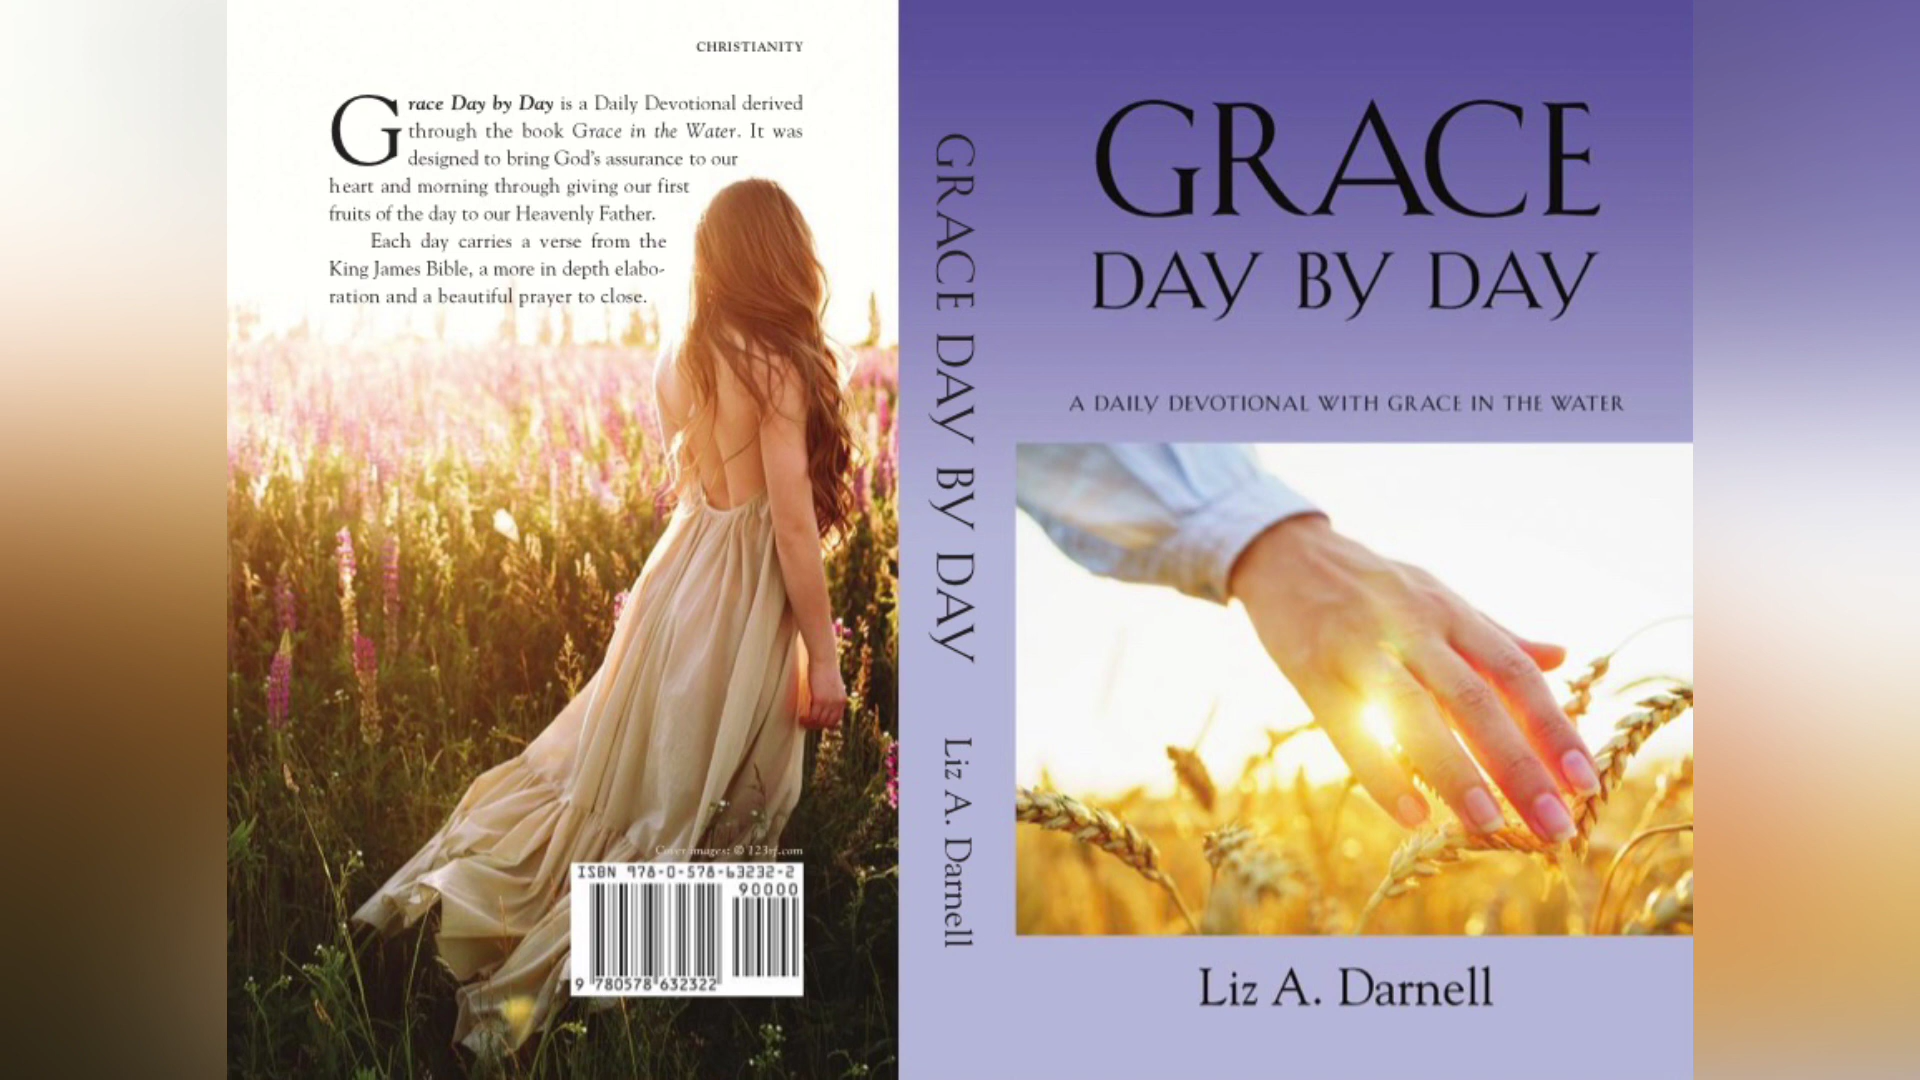 CHRISTIANITY
Grace Day by Day is a Daily Devotional derived
through the book Grace in the Water. It was
designed to bring God's assurance to our
heart and morning through giving our first
fruits of the day to our Heavenly Father.
Each day carries a verse from the
King James Bible, a more in depth elabo-
ration and a beautiful prayer to close.
Cover images: © 123rf.com
ISBN 978-0-578-63232-2
90000
9 780578 632322
GRACE DAY BY DAY Liz A. Darnell
GRACE
DAY BY DAY
A DAILY DEVOTIONAL WITH GRACE IN THE WATER
Liz A. Darnell